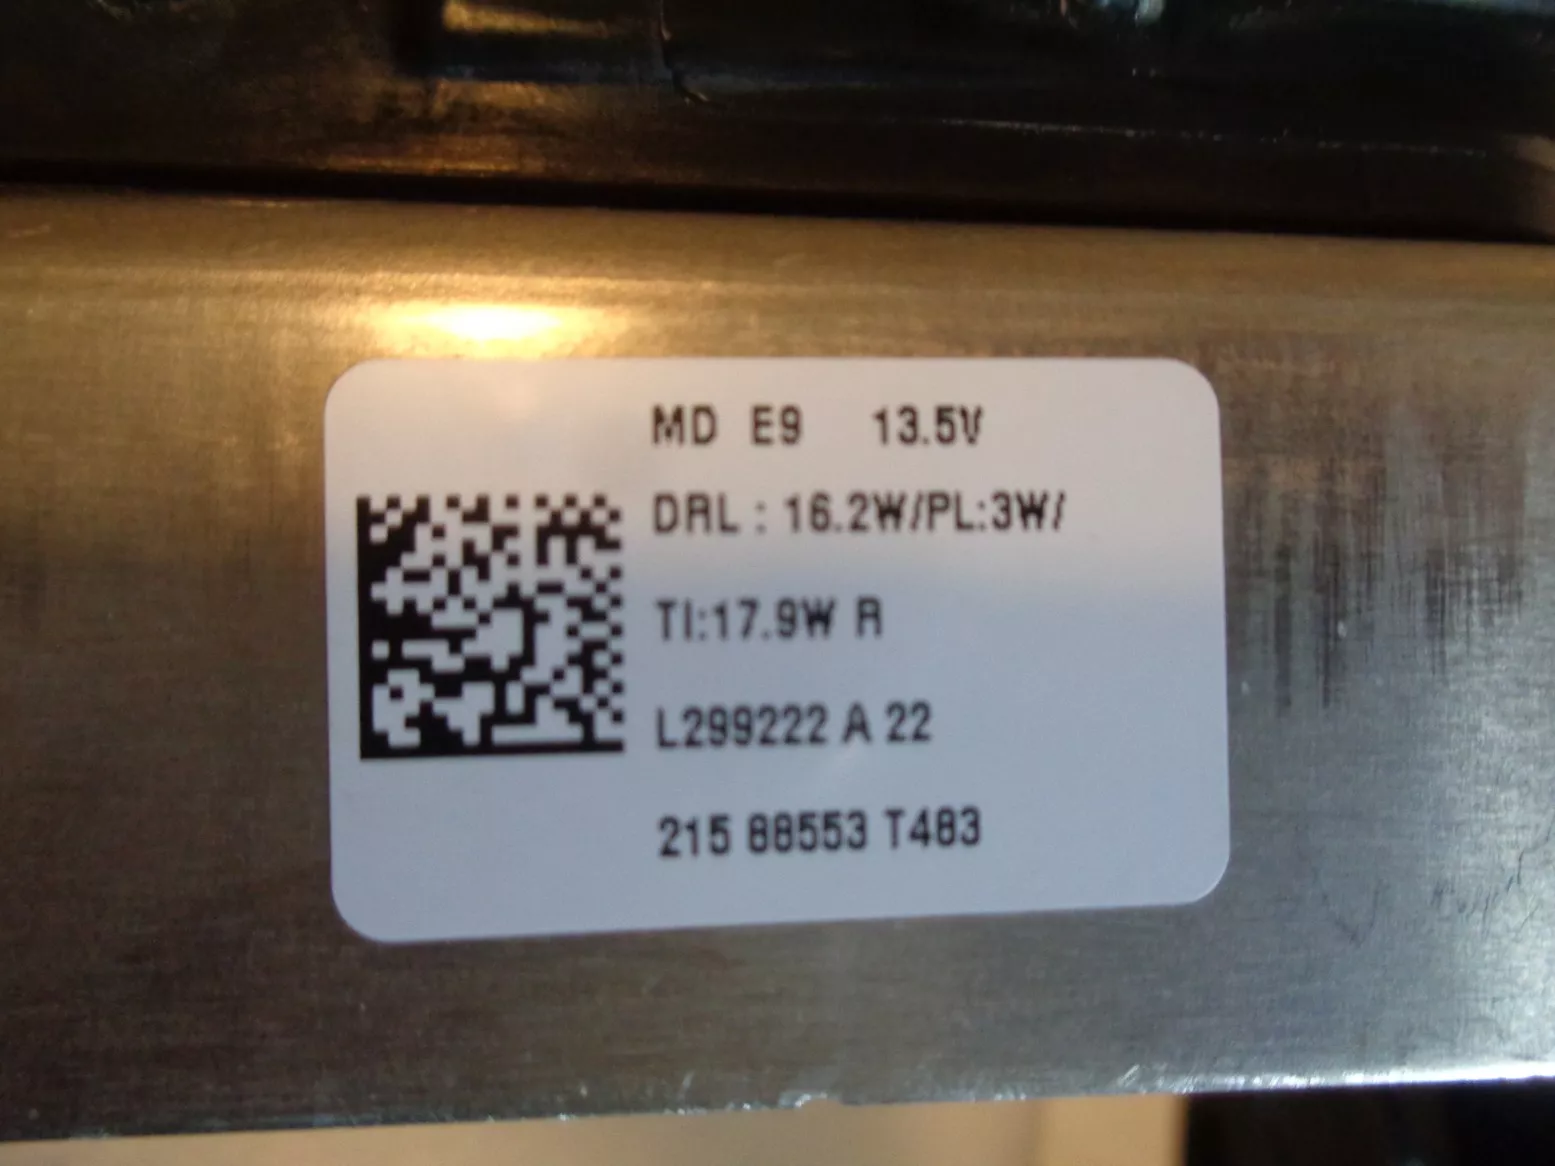 MD E9 13.5V
DRL : 16.2W/PL:3W/
TI:17.9W R
L299222 A 22
215 88553 T483